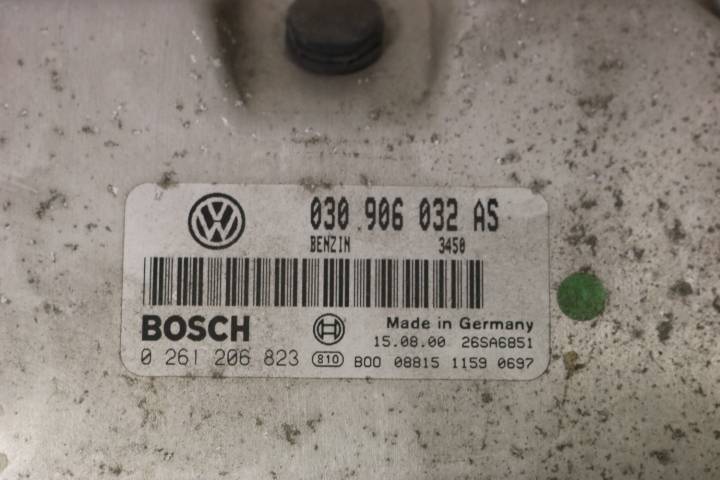 030 906 032 AS
BENZIN 3450
BOSCH
Made in Germany
15.08.00 26SA6851
0 261 206 823 810 B00 08815 1159 0697